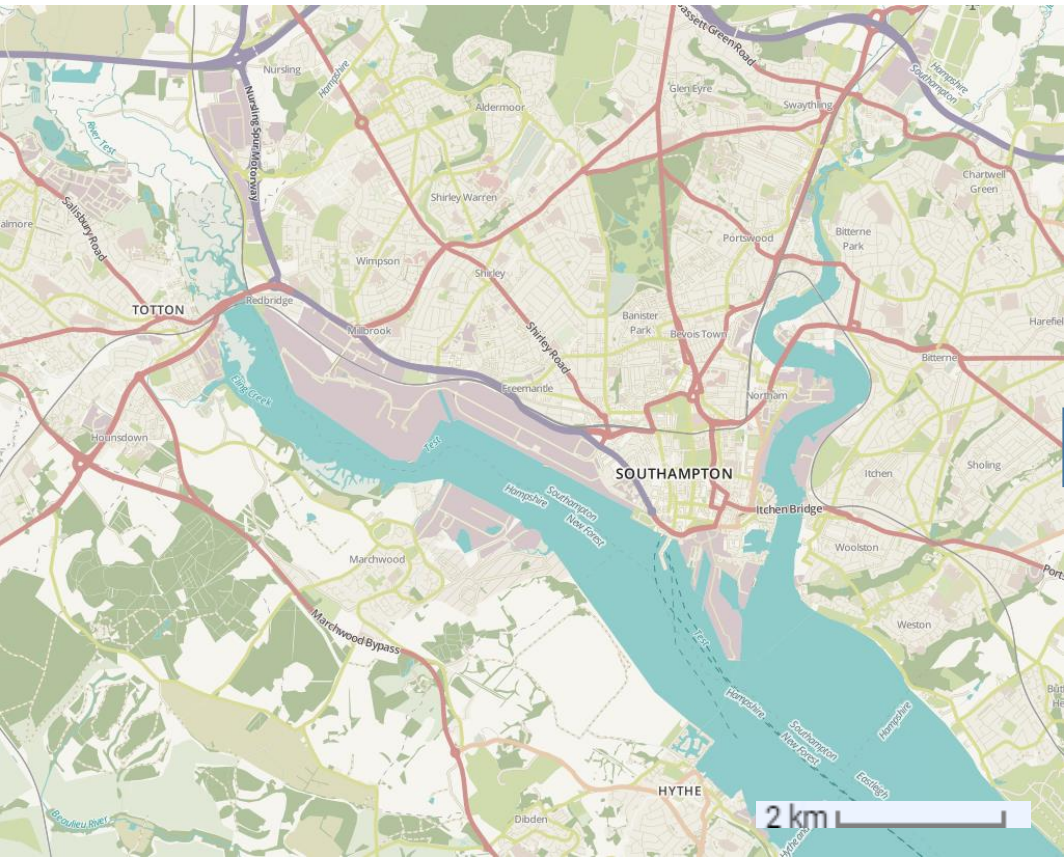 Bassett Green Road
Nursling
Hampshire
Glen Eyre
Hampshire
Southampton
Aldermoor
Swaythling
River Test
Nursling Spur Motorway
Chartwell
Green
Salisbury Road
Shirley Warren
Bitterne
Park
Portswood
Wimpson
Shirley
TOTTON
Redbridge
Millbrook
Banister
Park
Bevois Town
Shirley Road
Bitterne
Freemantle
Northam
Eling Creek
Hounsdown
Test
SOUTHAMPTON
Itchen
Sholing
Hampshire
Southampton
New Forest
Itchen Bridge
Woolston
Marchwood
Weston
Marchwood Bypass
Test
Hampshire
Southampton
New Forest
Hampshire
Eastleigh
HYTHE
Dibden
Beaulieu River
2 km
Hythe and